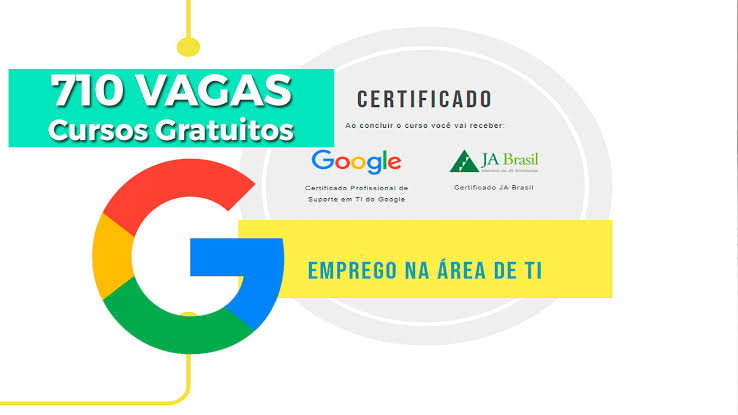 710 VAGAS
Cursos Gratuitos
CERTIFICADO
Ao concluir o curso você vai receber:
Google
JA Brasil
Certificado Profissional de
Suporte em TI do Google
Certificado JA Brasil
EMPREGO NA ÁREA DE TI